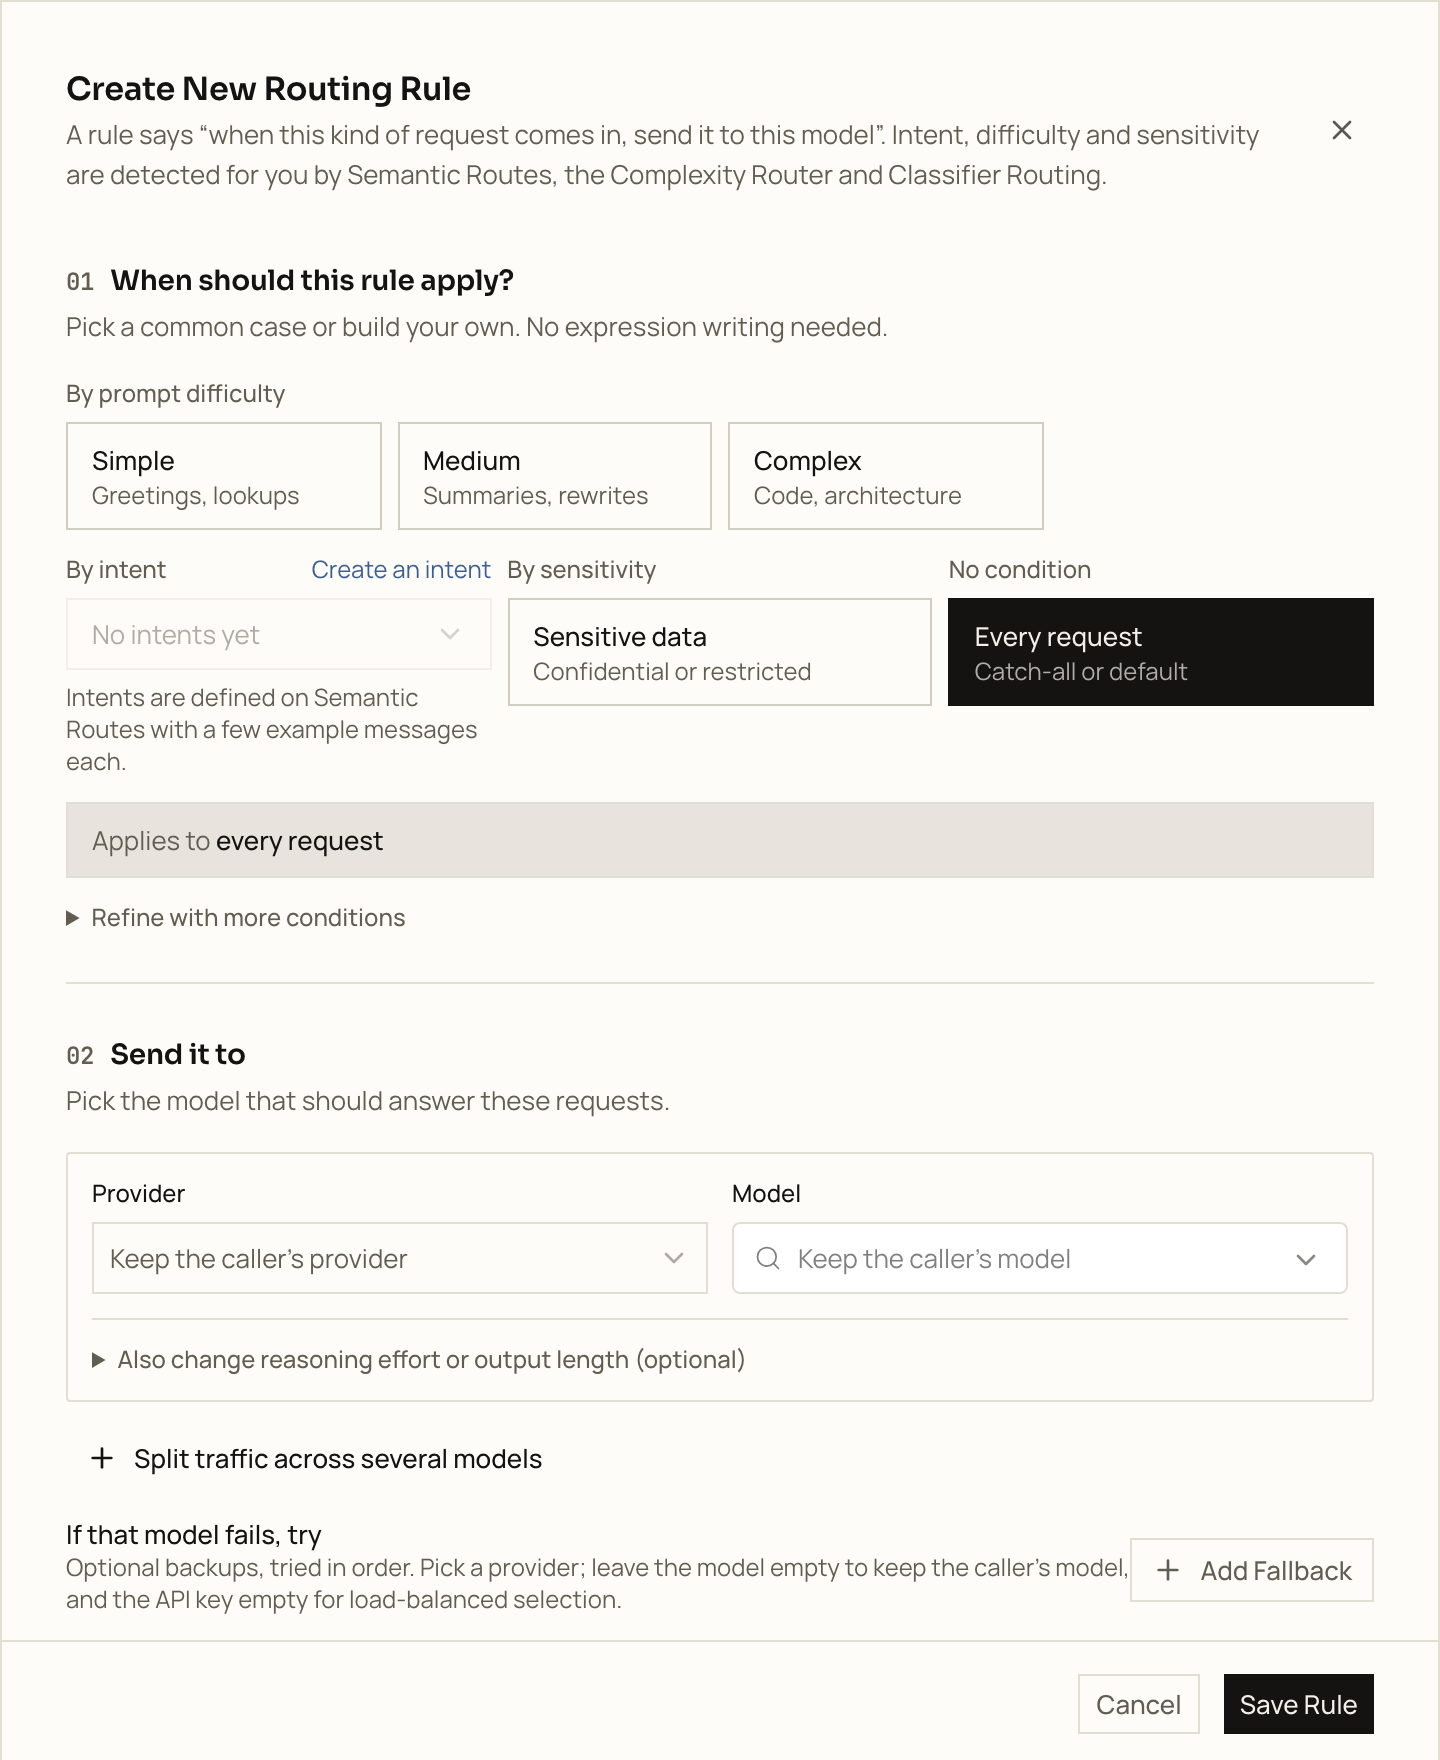 Create New Routing Rule
A rule says “when this kind of request comes in, send it to this model”. Intent, difficulty and sensitivity
are detected for you by Semantic Routes, the Complexity Router and Classifier Routing.
01 When should this rule apply?
Pick a common case or build your own. No expression writing needed.
By prompt difficulty
Simple
Greetings, lookups
Medium
Summaries, rewrites
Complex
Code, architecture
By intent
Create an intent
No intents yet
Intents are defined on Semantic
Routes with a few example messages
each.
By sensitivity
Sensitive data
Confidential or restricted
No condition
Every request
Catch-all or default
Applies to every request
Refine with more conditions
02 Send it to
Pick the model that should answer these requests.
Provider
Keep the caller’s provider
Model
Keep the caller’s model
Also change reasoning effort or output length (optional)
Split traffic across several models
If that model fails, try
Optional backups, tried in order. Pick a provider; leave the model empty to keep the caller’s model,
and the API key empty for load-balanced selection.
Add Fallback
Cancel
Save Rule